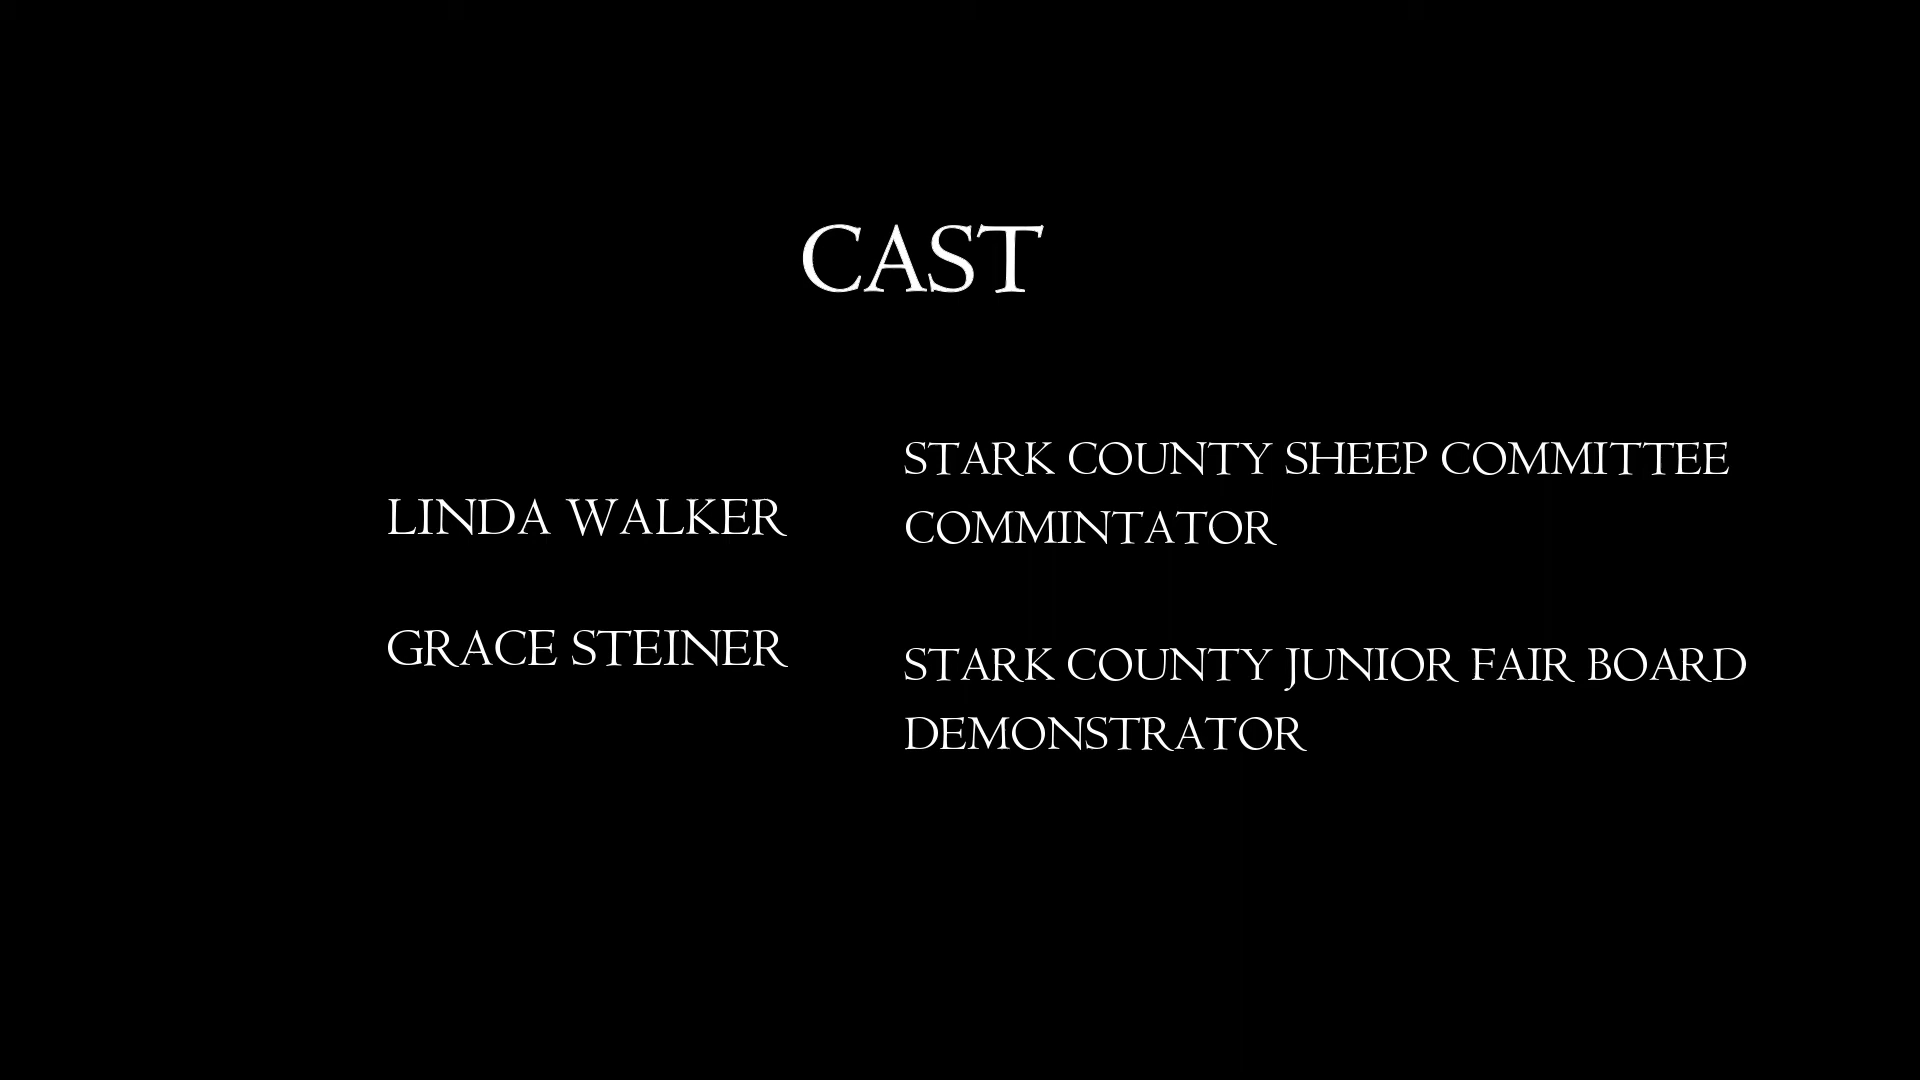 CAST
LINDA WALKER
STARK COUNTY SHEEP COMMITTEE
COMMINTATOR
GRACE STEINER
STARK COUNTY JUNIOR FAIR BOARD
DEMONSTRATOR